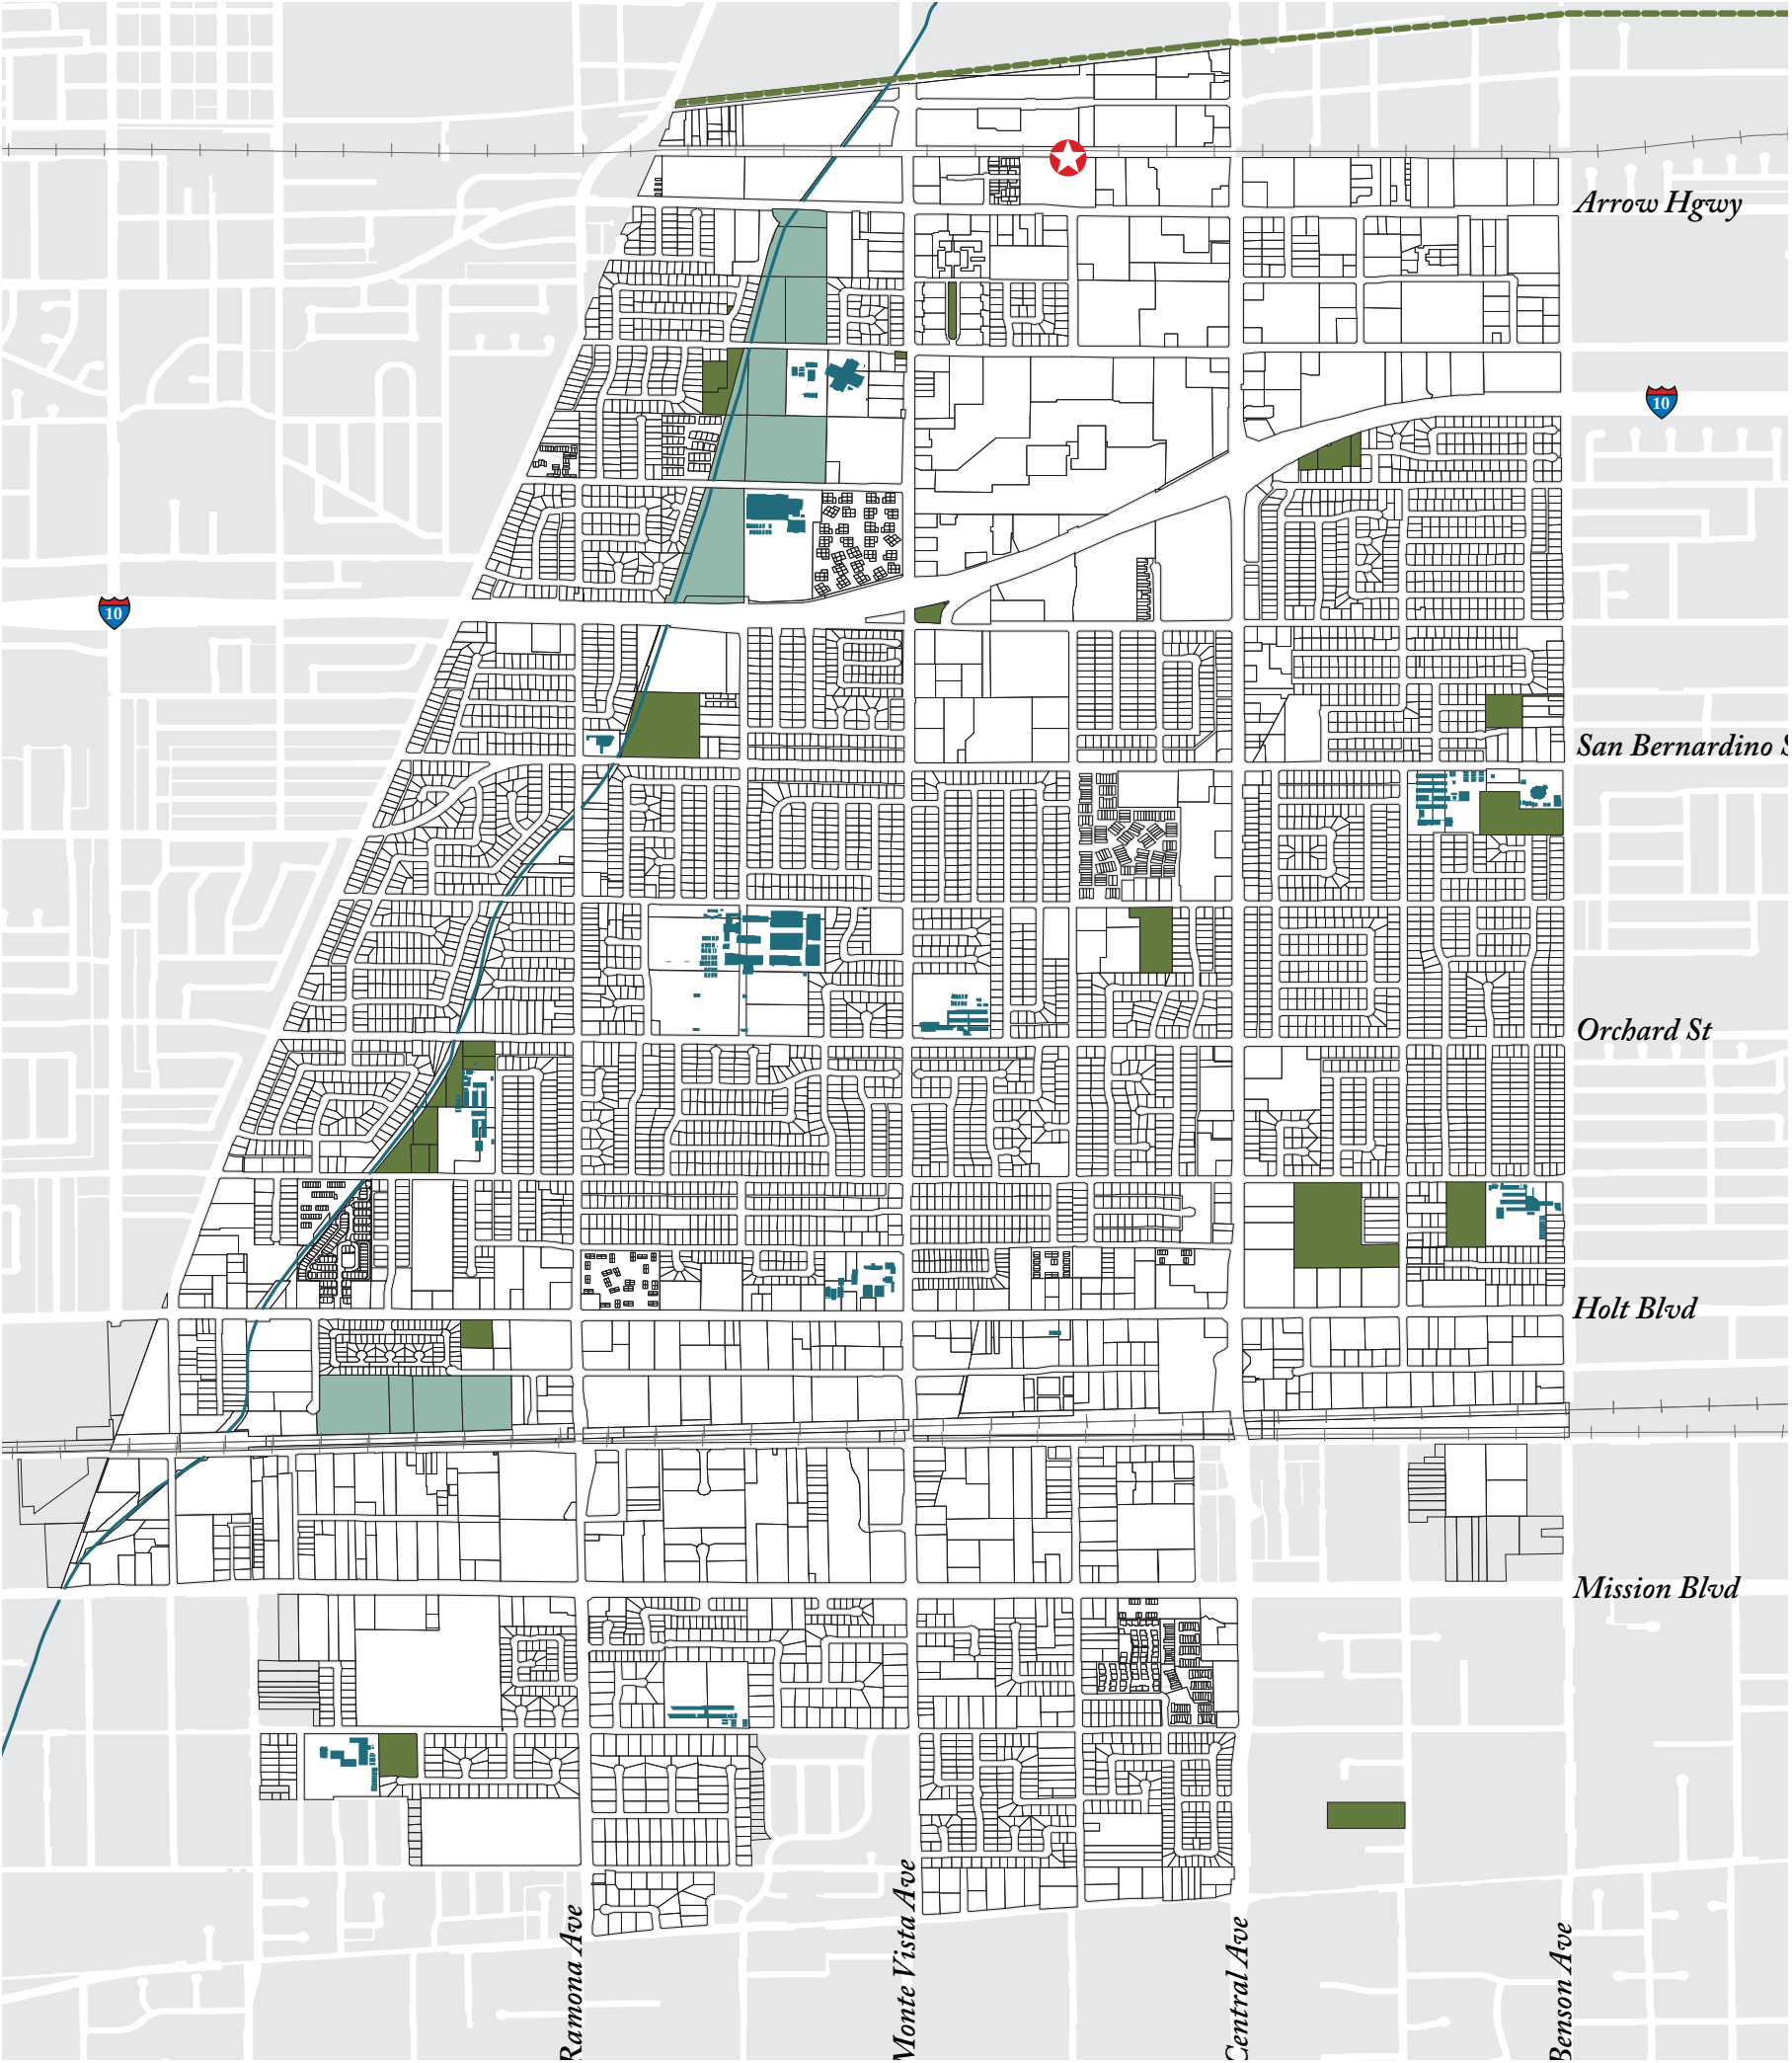 Arrow Hgwy
10
10
San Bernardino S
Orchard St
Holt Blvd
Mission Blvd
Ramona Ave
Monte Vista Ave
Central Ave
Benson Ave